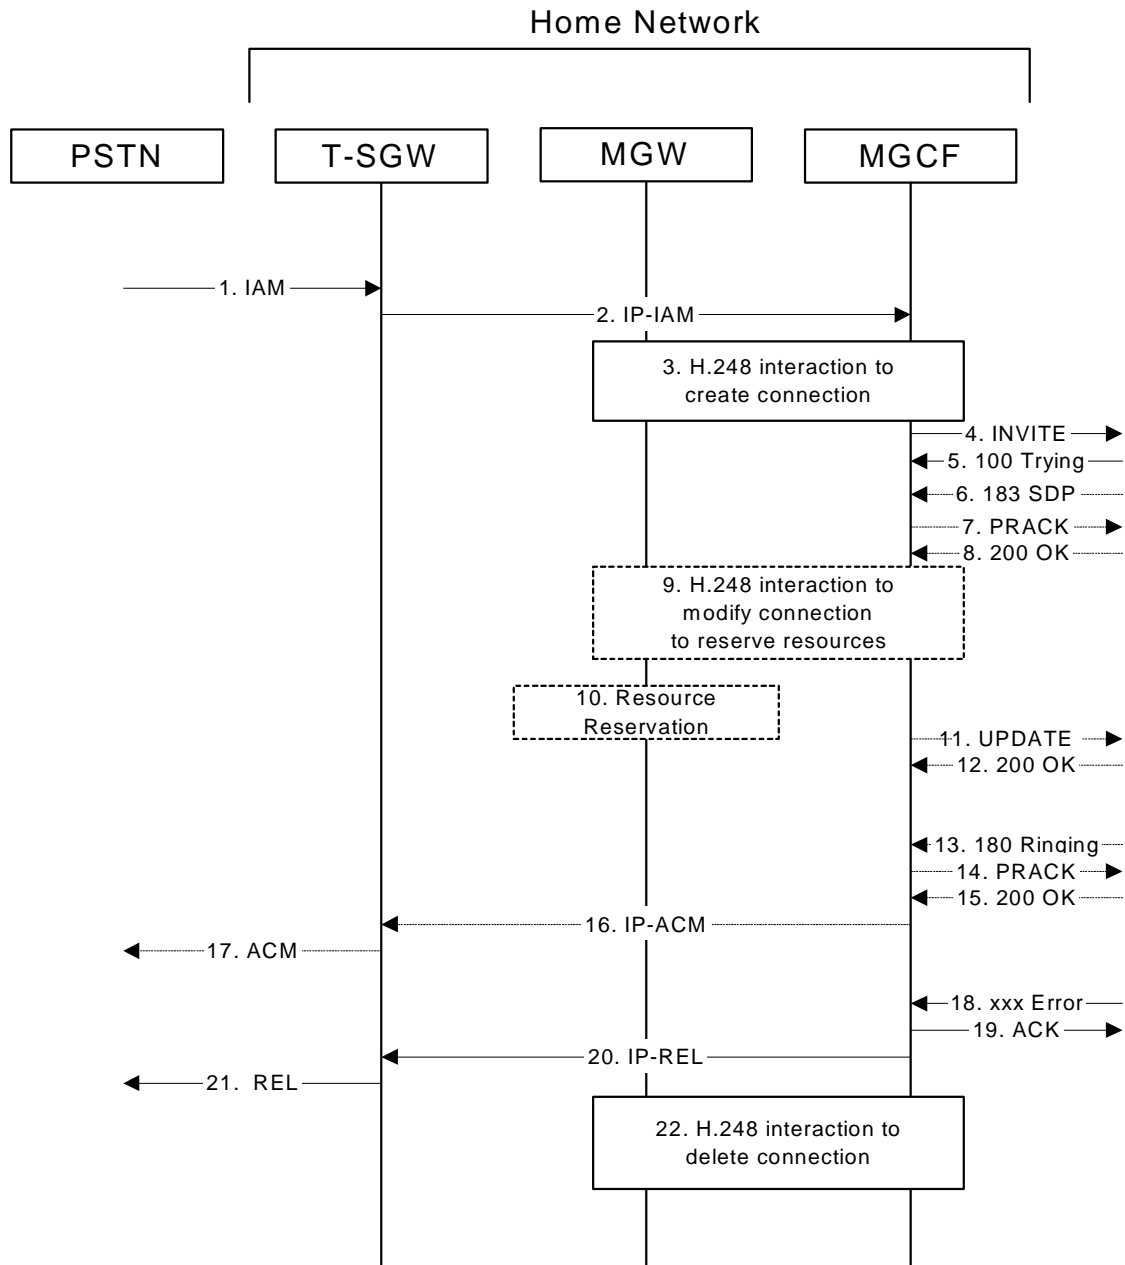 Home Network
PSTN
T-SGW
MGW
MGCF
1. IAM
2. IP-IAM
3. H.248 interaction to
create connection
4. INVITE
5. 100 Trying
6. 183 SDP
7. PRACK
8. 200 OK
9. H.248 interaction to
modify connection
to reserve resources
10. Resource
Reservation
11. UPDATE
12. 200 OK
13. 180 Ringing
14. PRACK
15. 200 OK
16. IP-ACM
17. ACM
18. xxx Error
19. ACK
20. IP-REL
21. REL
22. H.248 interaction to
delete connection